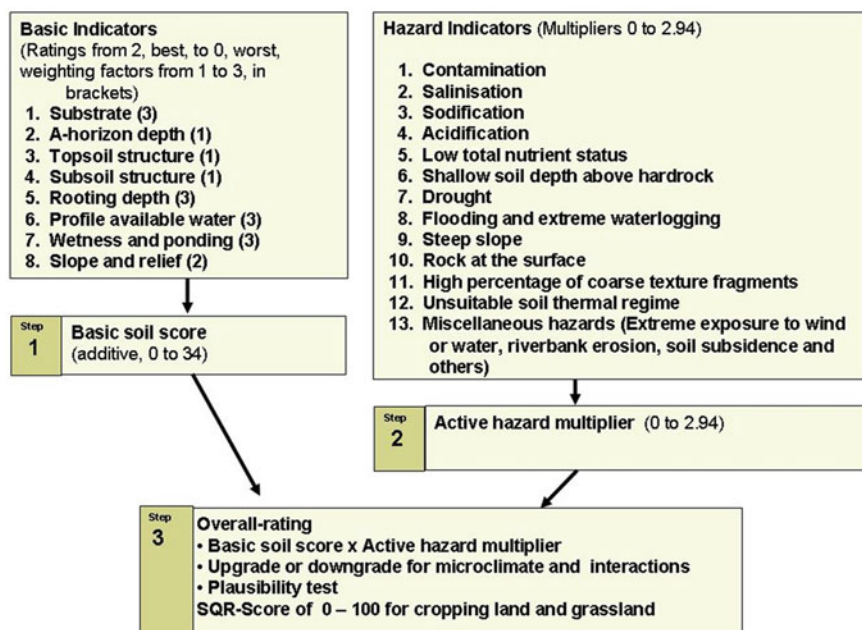 Basic Indicators
(Ratings from 2, best, to 0, worst,
weighting factors from 1 to 3, in
brackets)
1. Substrate (3)
2. A-horizon depth (1)
3. Topsoil structure (1)
4. Subsoil structure (1)
5. Rooting depth (3)
6. Profile available water (3)
7. Wetness and ponding (3)
8. Slope and relief (2)
Hazard Indicators (Multipliers 0 to 2.94)
1. Contamination
2. Salinisation
3. Sodification
4. Acidification
5. Low total nutrient status
6. Shallow soil depth above hardrock
7. Drought
8. Flooding and extreme waterlogging
9. Steep slope
10. Rock at the surface
11. High percentage of coarse texture fragments
12. Unsuitable soil thermal regime
13. Miscellaneous hazards (Extreme exposure to wind
or water, riverbank erosion, soil subsidence and
others)
Step
1
Basic soil score
(additive, 0 to 34)
Step
2
Active hazard multiplier (0 to 2.94)
Step
3
Overall-rating
• Basic soil score x Active hazard multiplier
• Upgrade or downgrade for microclimate and interactions
• Plausibility test
SQR-Score of 0 – 100 for cropping land and grassland